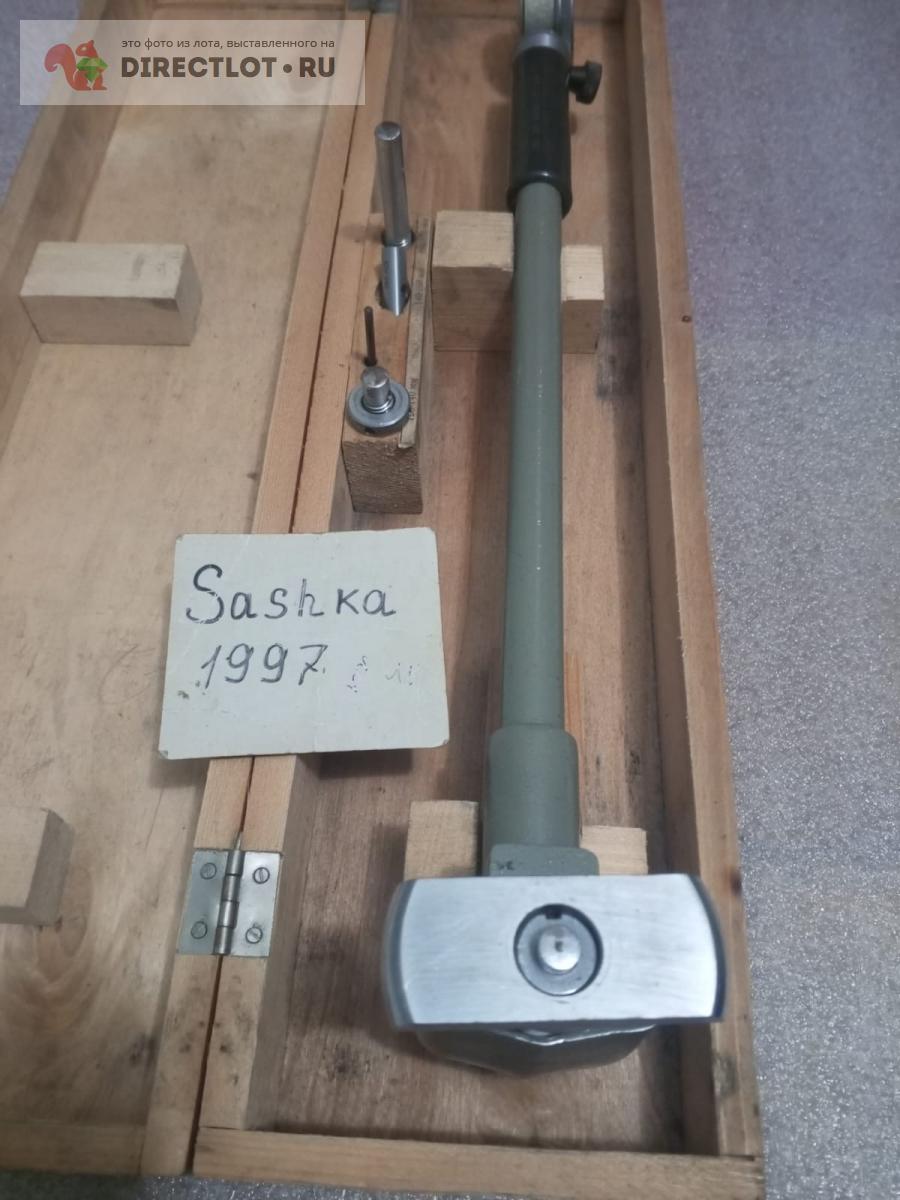 это фото из лота, выставленного на
DIRECTLOT•RU
Sashka
1997